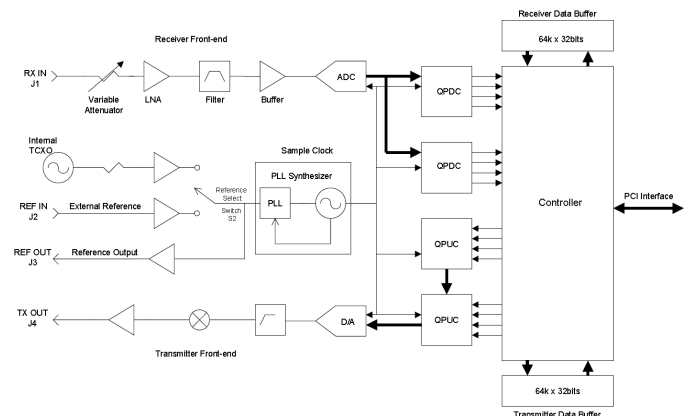 Receiver Data Buffer
64k x 32bits
Receiver Front-end
RX IN
J1
Variable
Attenuator
LNA
Filter
Buffer
ADC
QPDC
QPDC
Internal
TCXO
Sample Clock
PLL Synthesizer
PLL
Reference
Select
Switch
S2
REF IN
J2
External Reference
REF OUT
J3
Reference Output
Controller
PCI Interface
QPUC
QPUC
TX OUT
J4
D/A
Transmitter Front-end
64k x 32bits
Transmitter Data Buffer